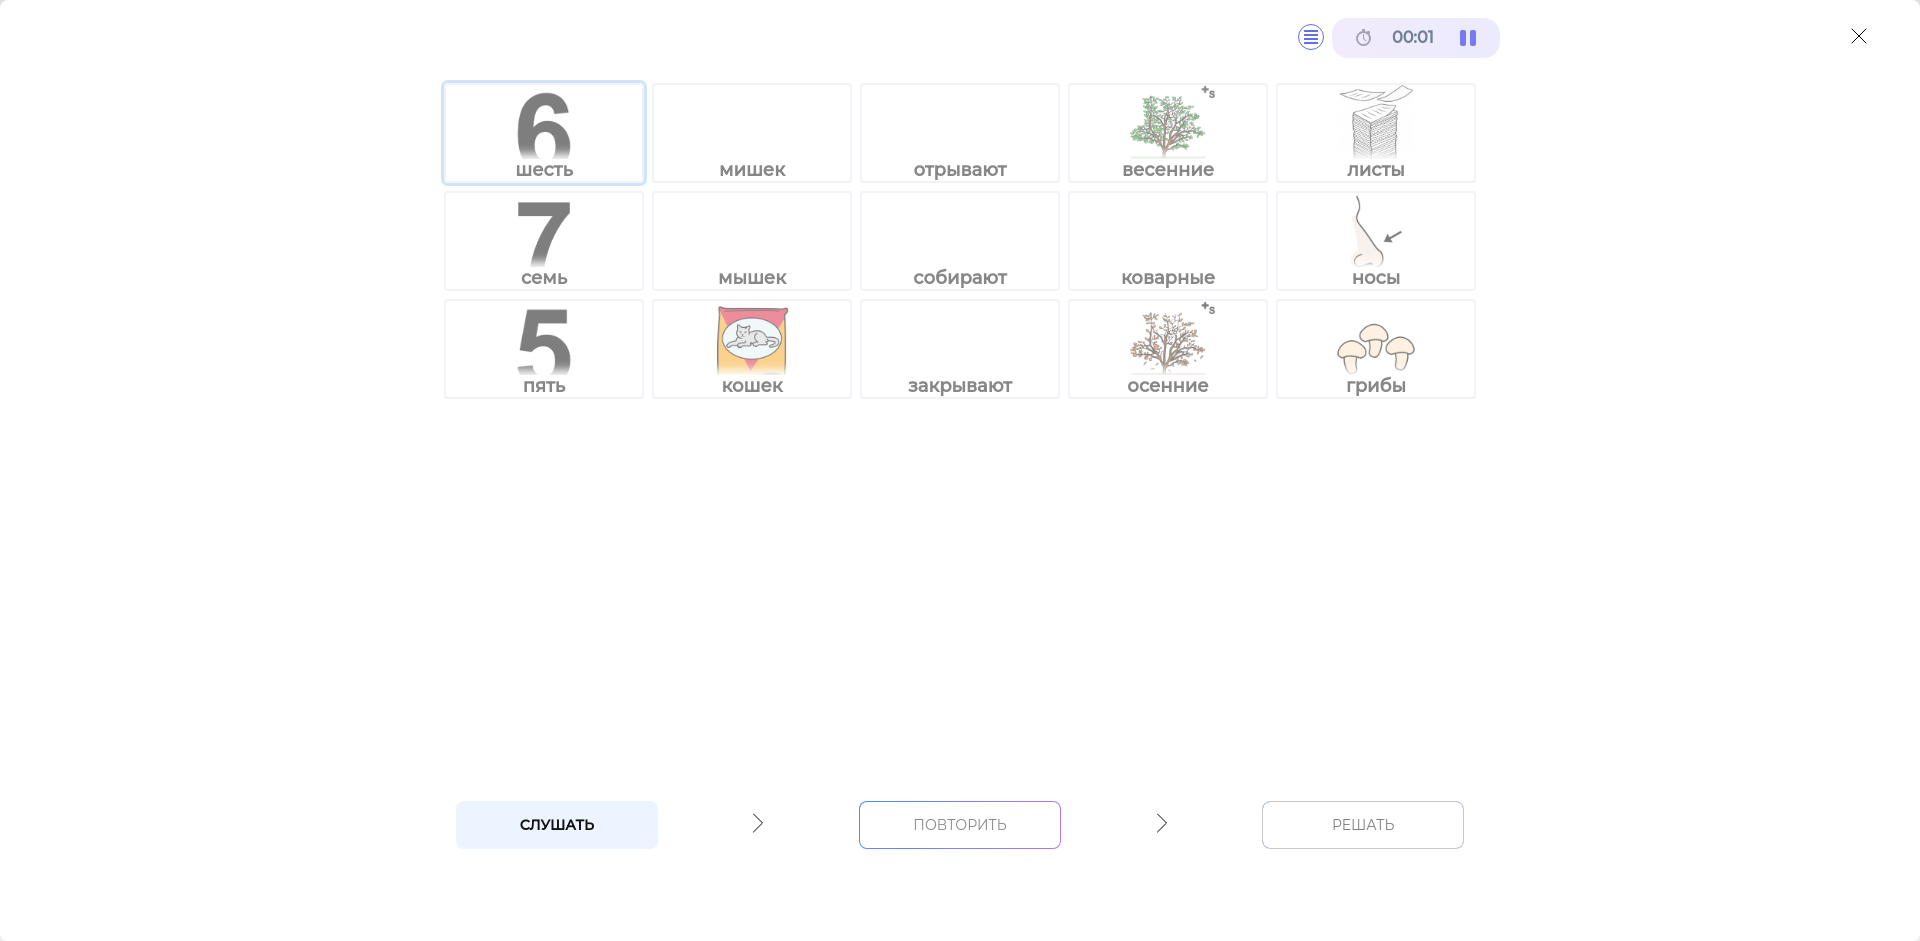 00:01
6 +s
шесть мишек отрывают весенние листы
7
семь мышек собирают коварные носы
5 +s
пять кошек закрывают осенние грибы
СЛУШАТЬ ПОВТОРИТЬ РЕШАТЬ